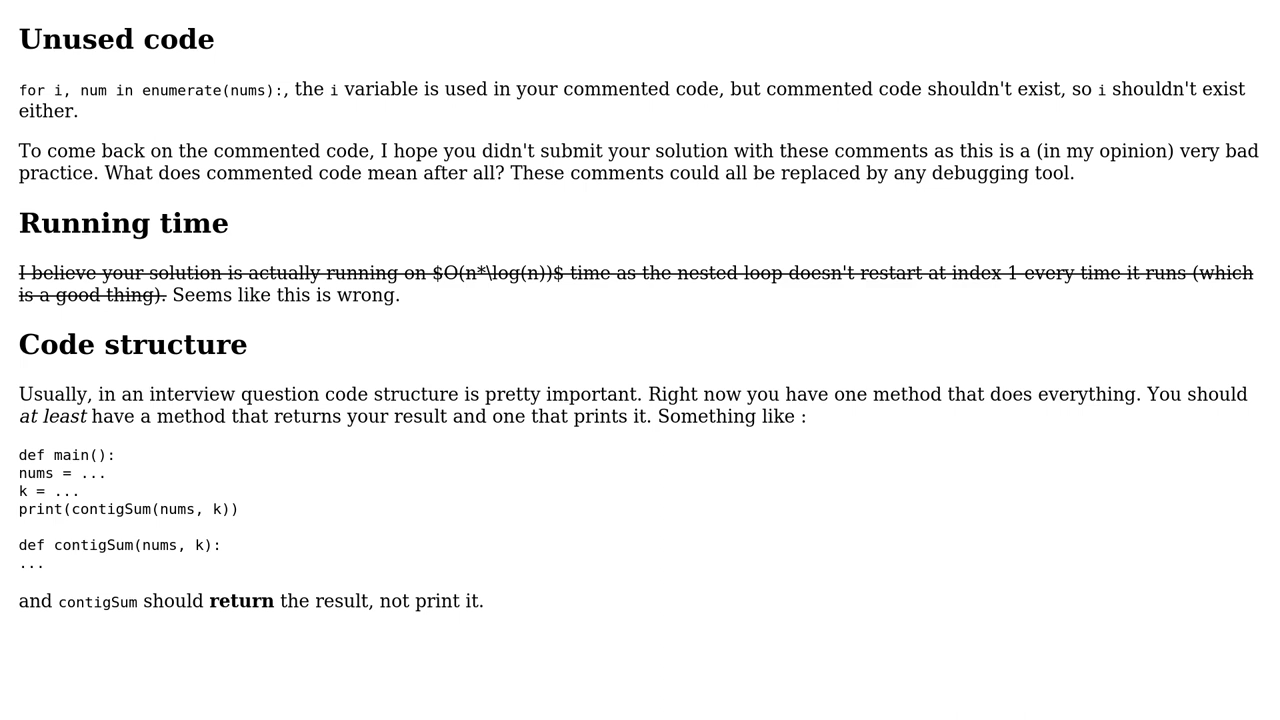 Unused code
for i, num in enumerate(nums):, the i variable is used in your commented code, but commented code shouldn't exist, so i shouldn't exist
either.
To come back on the commented code, I hope you didn't submit your solution with these comments as this is a (in my opinion) very bad
practice. What does commented code mean after all? These comments could all be replaced by any debugging tool.
Running time
I believe your solution is actually running on $O(n*\log(n))$ time as the nested loop doesn't restart at index 1 every time it runs (which
is a good thing). Seems like this is wrong.
Code structure
Usually, in an interview question code structure is pretty important. Right now you have one method that does everything. You should
at least have a method that returns your result and one that prints it. Something like :
def main():
nums = ...
k = ...
print(contigSum(nums, k))
def contigSum(nums, k):
...
and contigSum should return the result, not print it.